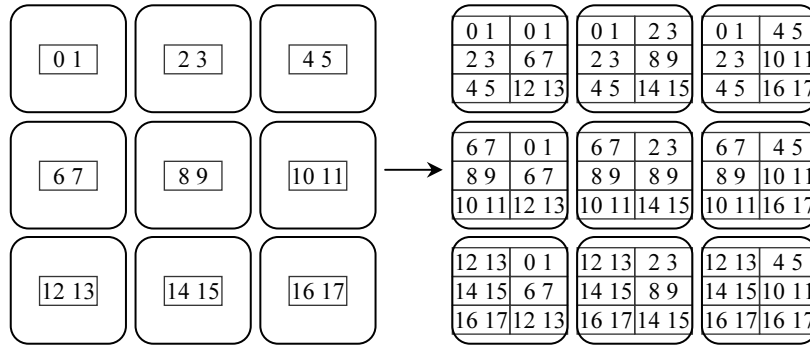 0 1
2 3
4 5
6 7
8 9
10 11
12 13
14 15
16 17
0 1 0 1
2 3 6 7
4 5 12 13
0 1 2 3
2 3 8 9
4 5 14 15
0 1 4 5
2 3 10 11
4 5 16 17
6 7 0 1
8 9 6 7
10 11 12 13
6 7 2 3
8 9 8 9
10 11 14 15
6 7 4 5
8 9 10 11
10 11 16 17
12 13 0 1
14 15 6 7
16 17 12 13
12 13 2 3
14 15 8 9
16 17 14 15
12 13 4 5
14 15 10 11
16 17 16 17